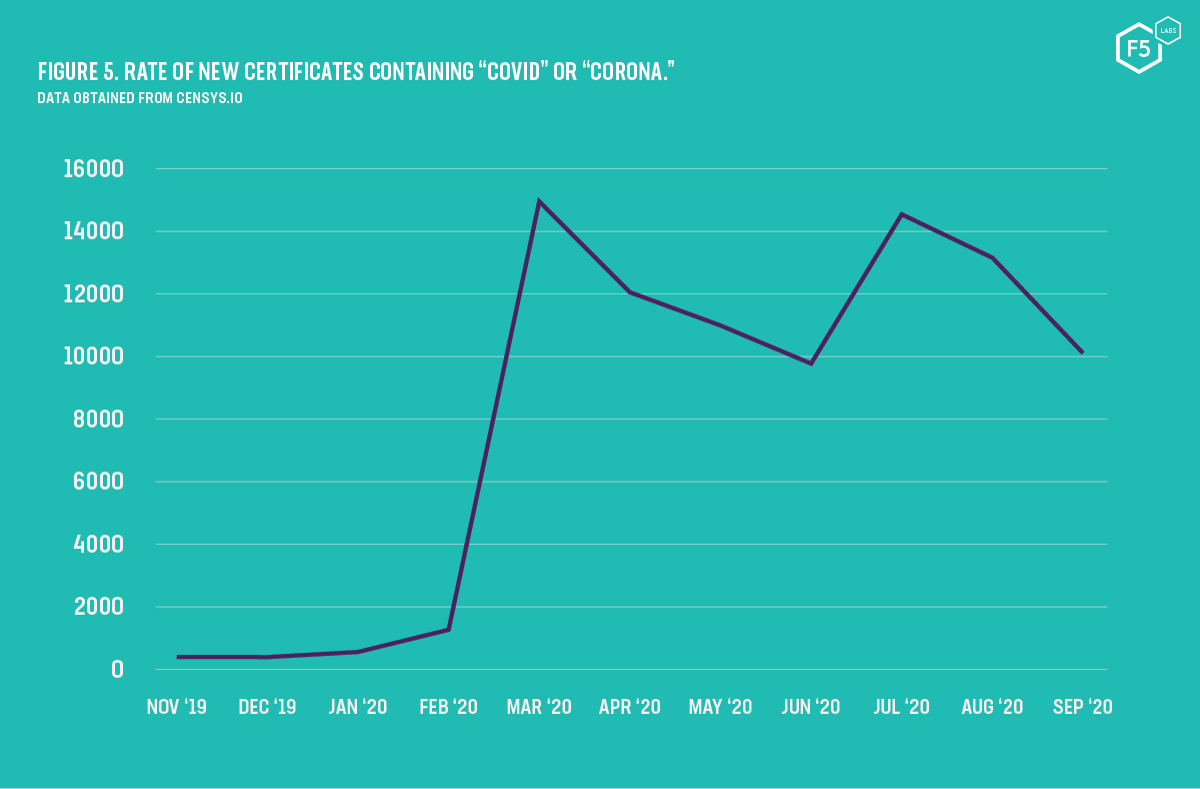 LABS
F5
FIGURE 5. RATE OF NEW CERTIFICATES CONTAINING “COVID” OR “CORONA.”
DATA OBTAINED FROM CENSYS.IO
16000
14000
12000
10000
8000
6000
4000
2000
0
NOV ‘19 DEC ‘19 JAN ‘20 FEB ‘20 MAR ‘20 APR ‘20 MAY ‘20 JUN ‘20 JUL ‘20 AUG ‘20 SEP ‘20